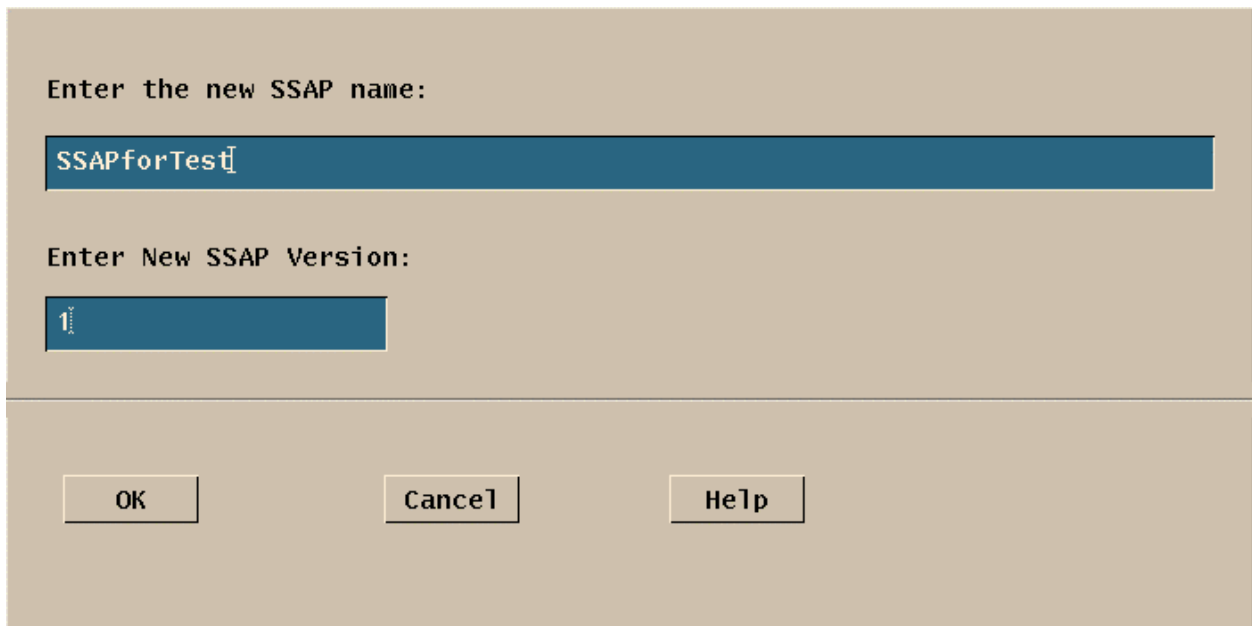 Enter the new SSAP name:
SSAPforTest
Enter New SSAP Version:
1
OK Cancel Help